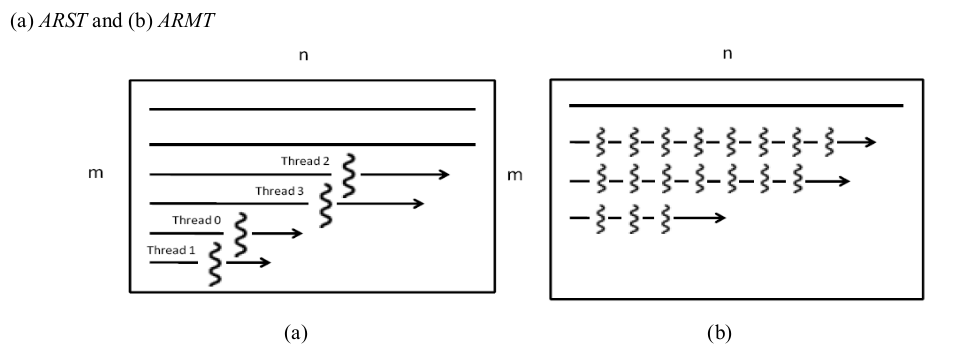 (a) ARST and (b) ARMT
n
n
m
Thread 2
Thread 3
Thread 0
Thread 1
m
(a)
(b)